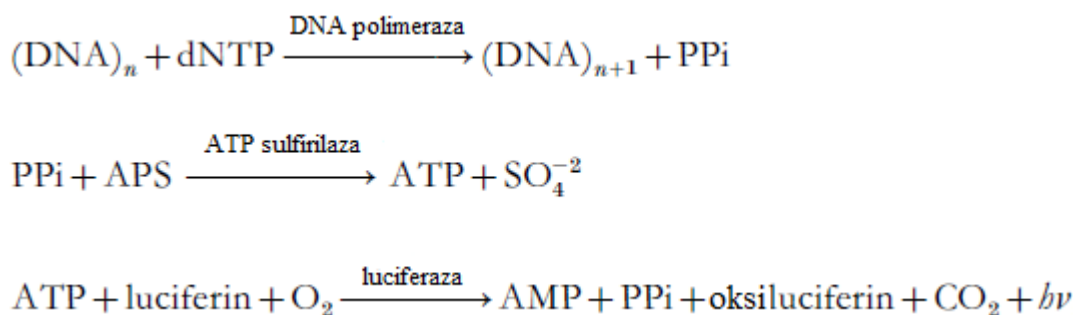 DNA polimeraza
(DNA)n + dNTP ⟶ (DNA)n+1 + PPi
ATP sulfirilaza
PPi + APS ⟶ ATP + SO4^-2
luciferaza
ATP + luciferin + O2 ⟶ AMP + PPi + oksiluciferin + CO2 + hν